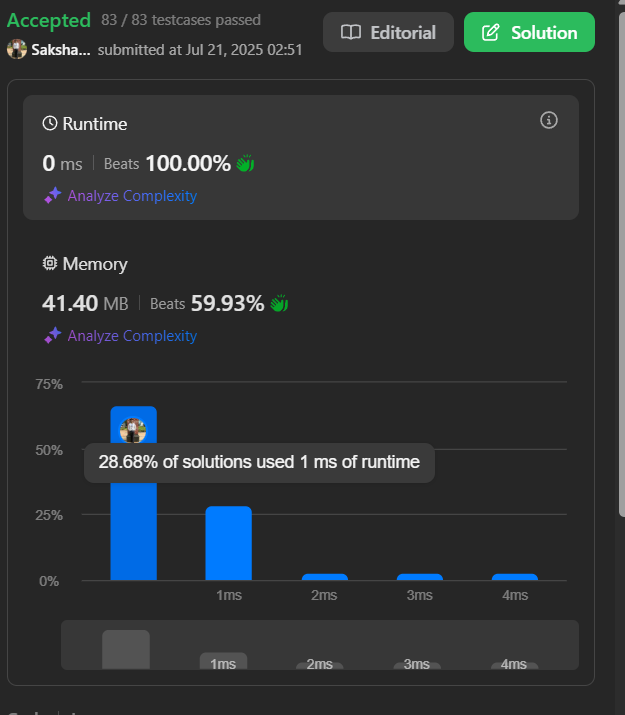 Accepted 83 / 83 testcases passed
Editorial
Solution
Saksha... submitted at Jul 21, 2025 02:51
Runtime
0 ms Beats 100.00%
Analyze Complexity
Memory
41.40 MB Beats 59.93%
Analyze Complexity
75%
50%
28.68% of solutions used 1 ms of runtime
25%
0%
1ms 2ms 3ms 4ms
1ms 2ms 3ms 4ms